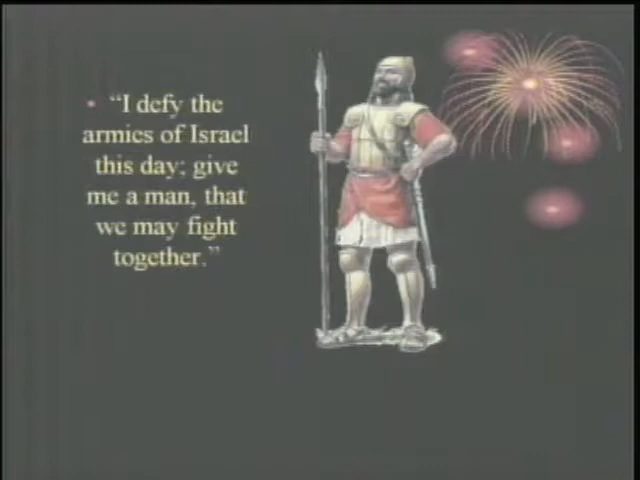 • “I defy the
armies of Israel
this day; give
me a man, that
we may fight
together.”